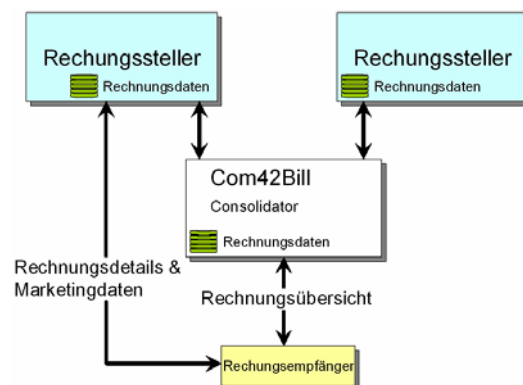 Rechungssteller
Rechnungsdaten
Rechungssteller
Rechnungsdaten
Com42Bill
Consolidator
Rechnungsdaten
Rechnungsdetails &
Marketingdaten
Rechnungsübersicht
Rechungsempfänger